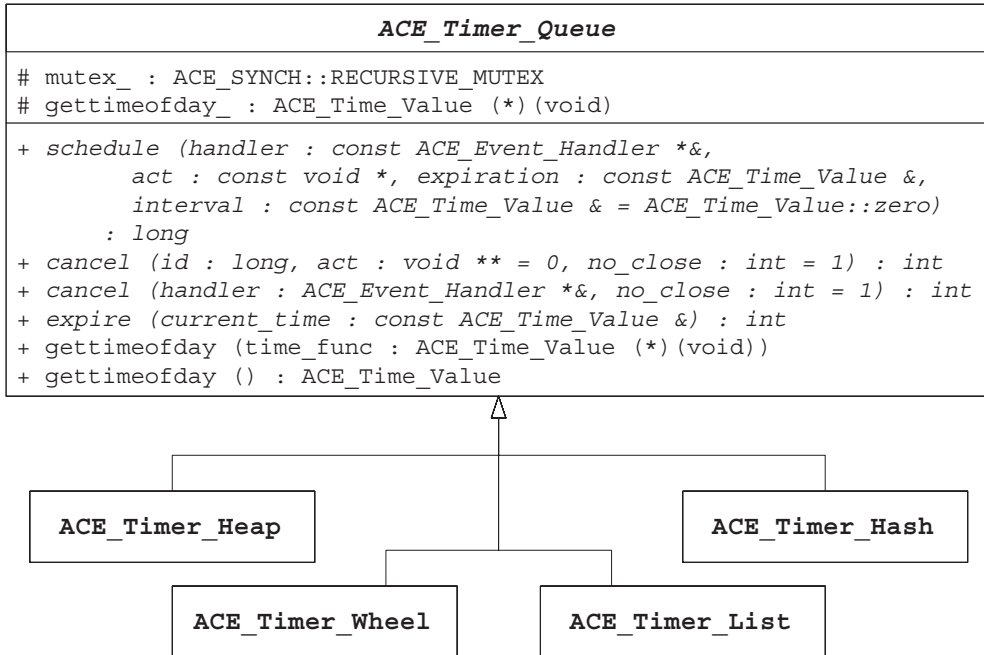 ACE_Timer_Queue
# mutex_ : ACE_SYNCH::RECURSIVE_MUTEX
# gettimeofday_ : ACE_Time_Value (*)(void)
+ schedule (handler : const ACE_Event_Handler *&,
act : const void *, expiration : const ACE_Time_Value &,
interval : const ACE_Time_Value & = ACE_Time_Value::zero)
: long
+ cancel (id : long, act : void ** = 0, no_close : int = 1) : int
+ cancel (handler : ACE_Event_Handler *&, no_close : int = 1) : int
+ expire (current_time : const ACE_Time_Value &) : int
+ gettimeofday (time_func : ACE_Time_Value (*)(void))
+ gettimeofday () : ACE_Time_Value
ACE_Timer_Heap
ACE_Timer_Hash
ACE_Timer_Wheel
ACE_Timer_List